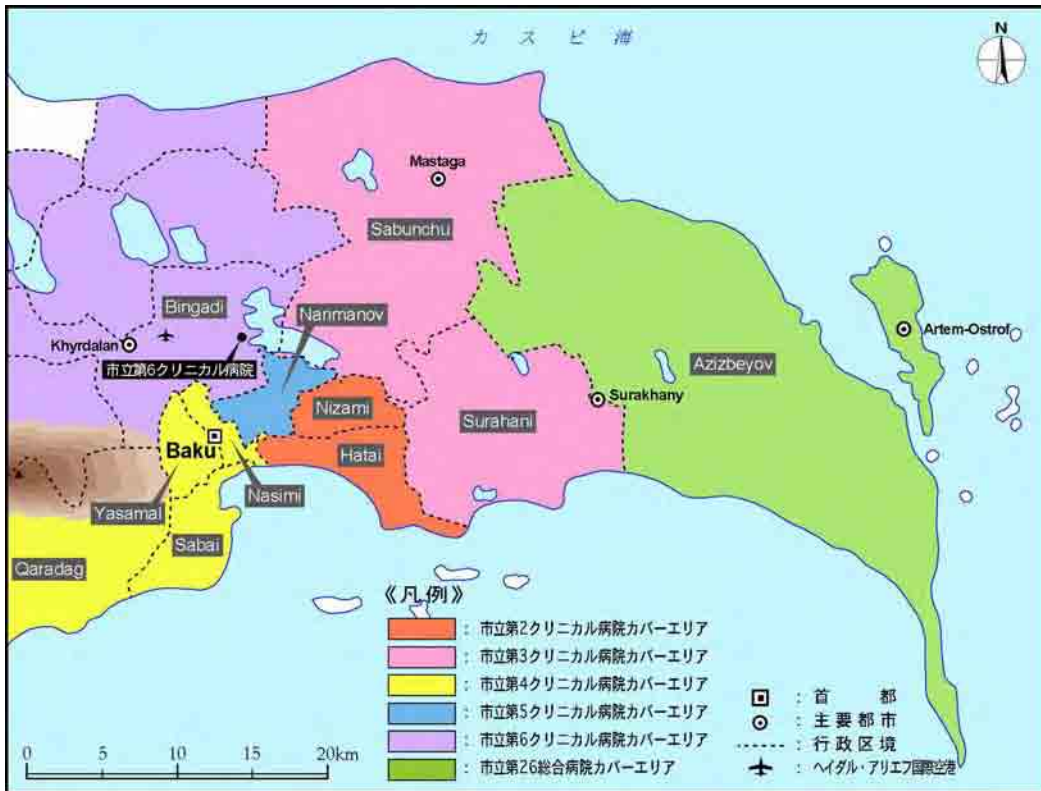 カスピ海
N
Mastaga
Sabunchu
Bingadi
Narimanov
Khyrdalan
市立第6クリニカル病院
Artem-Ostrof
Azizbeyov
Surakhany
Nizami
Surahani
Hatai
Baku
Nasimi
Yasamal
Sabai
Qaradag
《凡例》
: 市立第2クリニカル病院カバーエリア
: 市立第3クリニカル病院カバーエリア
: 市立第4クリニカル病院カバーエリア
: 市立第5クリニカル病院カバーエリア
: 市立第6クリニカル病院カバーエリア
: 市立第26総合病院カバーエリア
: 首都
: 主要都市
: 行政区境
: ヘイダル・アリエフ国際空港
0 5 10 15 20km